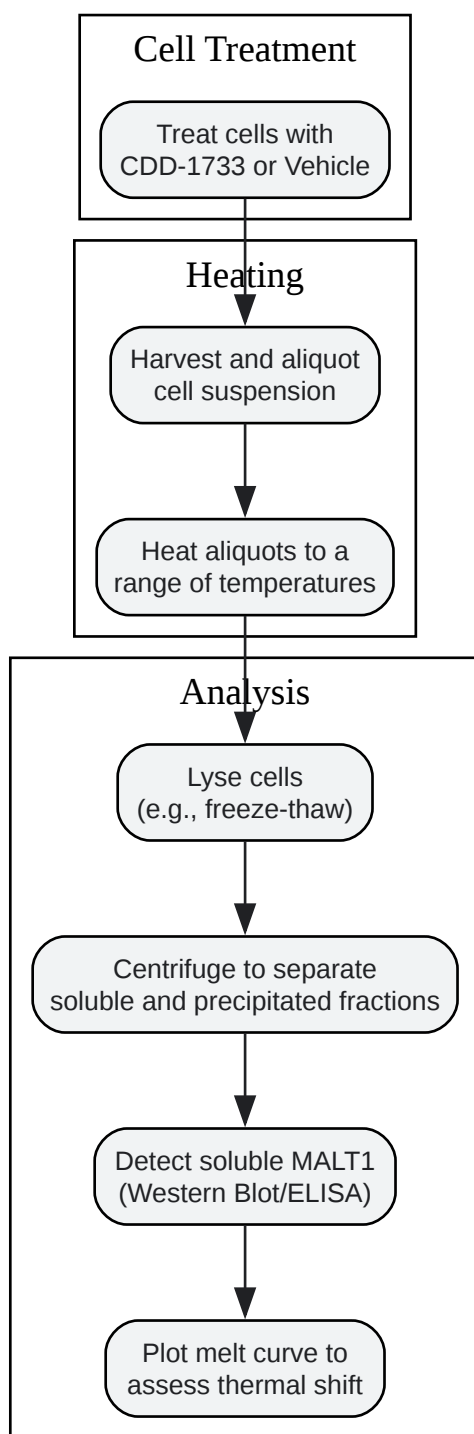 Cell Treatment
Treat cells with
CDD-1733 or Vehicle
Heating
Harvest and aliquot
cell suspension
Heat aliquots to a
range of temperatures
Analysis
Lyse cells
(e.g., freeze-thaw)
Centrifuge to separate
soluble and precipitated fractions
Detect soluble MALT1
(Western Blot/ELISA)
Plot melt curve to
assess thermal shift